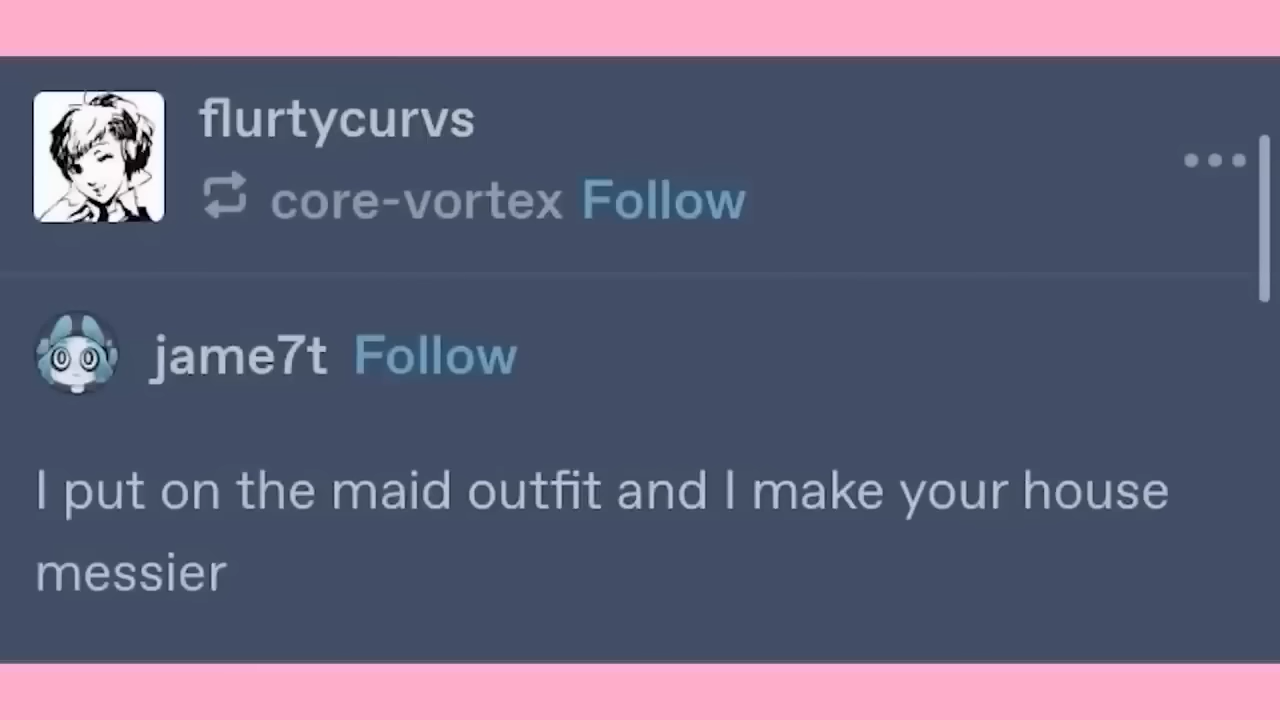 flurtycurvs
core-vortex Follow
jame7t Follow
I put on the maid outfit and I make your house
messier